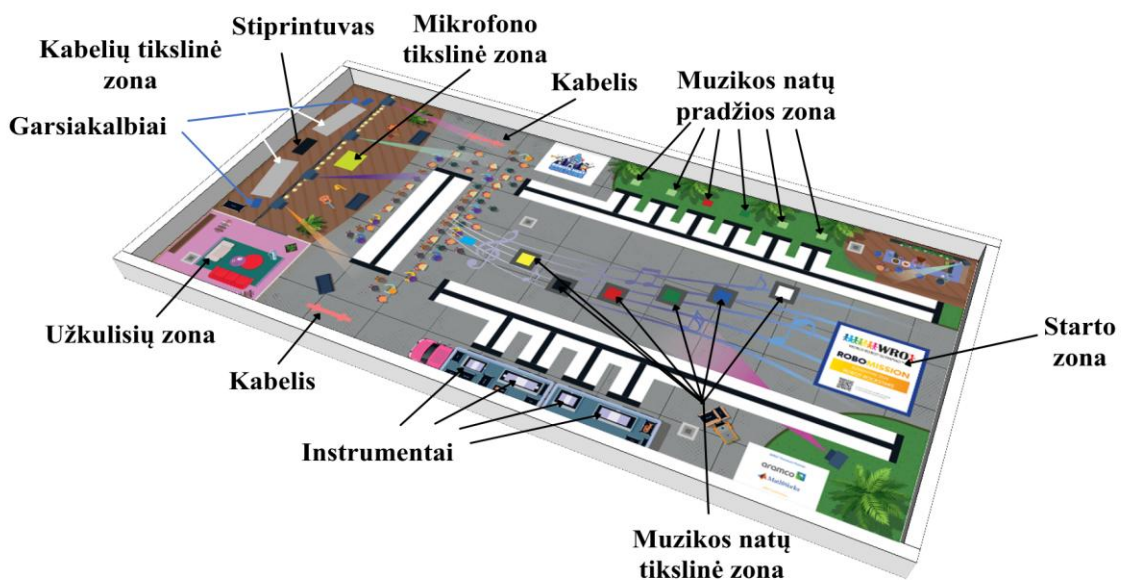 Stiprintuvas
Mikrofono
tikslinė zona
Kabelių tikslinė
zona
Kabelis
Muzikos natų
pradžios zona
Garsiakalbiai
Užkulisių zona
Starto
zona
WRO
ROBOMISSION
Kabelis
Instrumentai
aramco
MathWorks
Muzikos natų
tikslinė zona